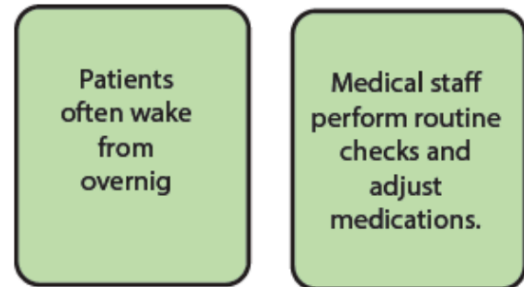 Patients
often wake
from
overnig
Medical staff
perform routine
checks and
adjust
medications.